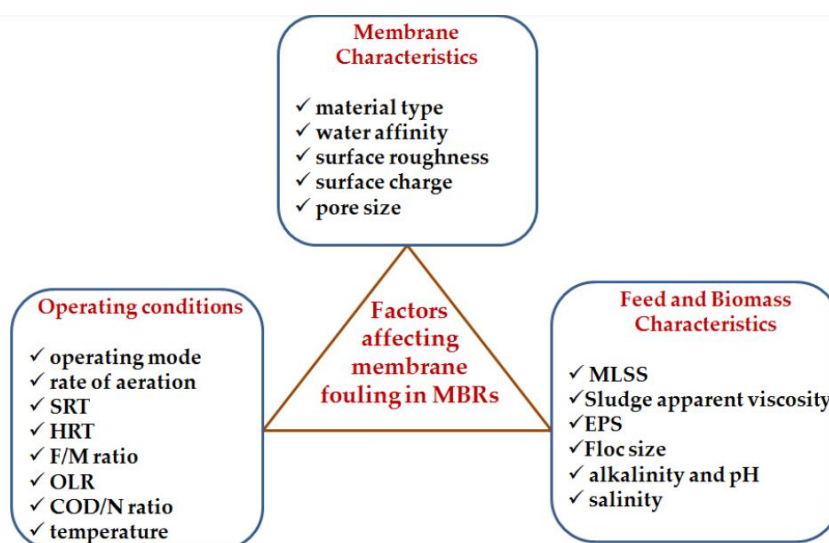 Membrane
Characteristics
✓ material type
✓ water affinity
✓ surface roughness
✓ surface charge
✓ pore size
Factors
affecting
membrane
fouling in MBRs
Operating conditions
✓ operating mode
✓ rate of aeration
✓ SRT
✓ HRT
✓ F/M ratio
✓ OLR
✓ COD/N ratio
✓ temperature
Feed and Biomass
Characteristics
✓ MLSS
✓Sludge apparent viscosity
✓EPS
✓Floc size
✓ alkalinity and pH
✓ salinity